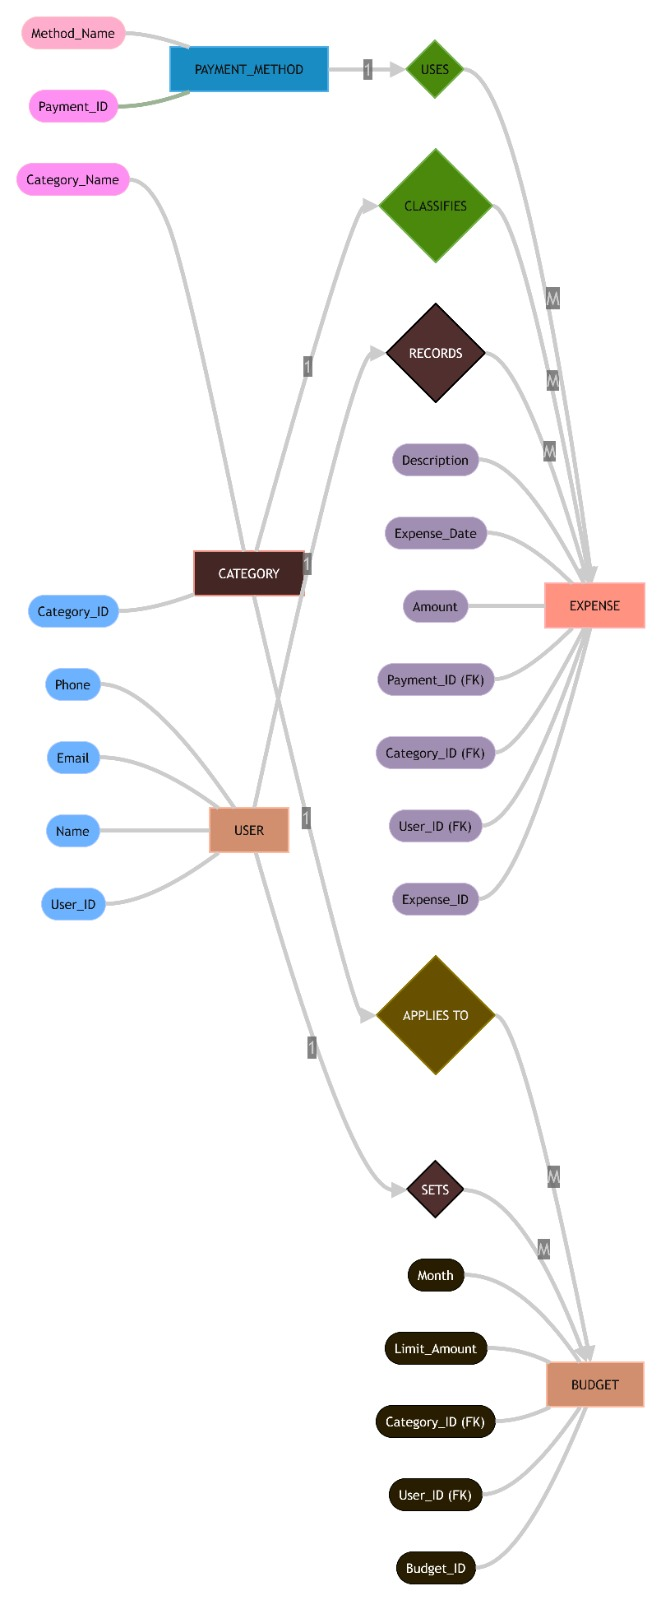 Method_Name
PAYMENT_METHOD
1
USES
Payment_ID
Category_Name
CLASSIFIES
M
RECORDS
1
M
M
Description
Expense_Date
CATEGORY
1
EXPENSE
Amount
Category_ID
Payment_ID (FK)
Phone
Category_ID (FK)
Email
1
User_ID (FK)
Name
USER
Expense_ID
User_ID
APPLIES TO
1
M
SETS
M
Month
Limit_Amount
BUDGET
Category_ID (FK)
User_ID (FK)
Budget_ID